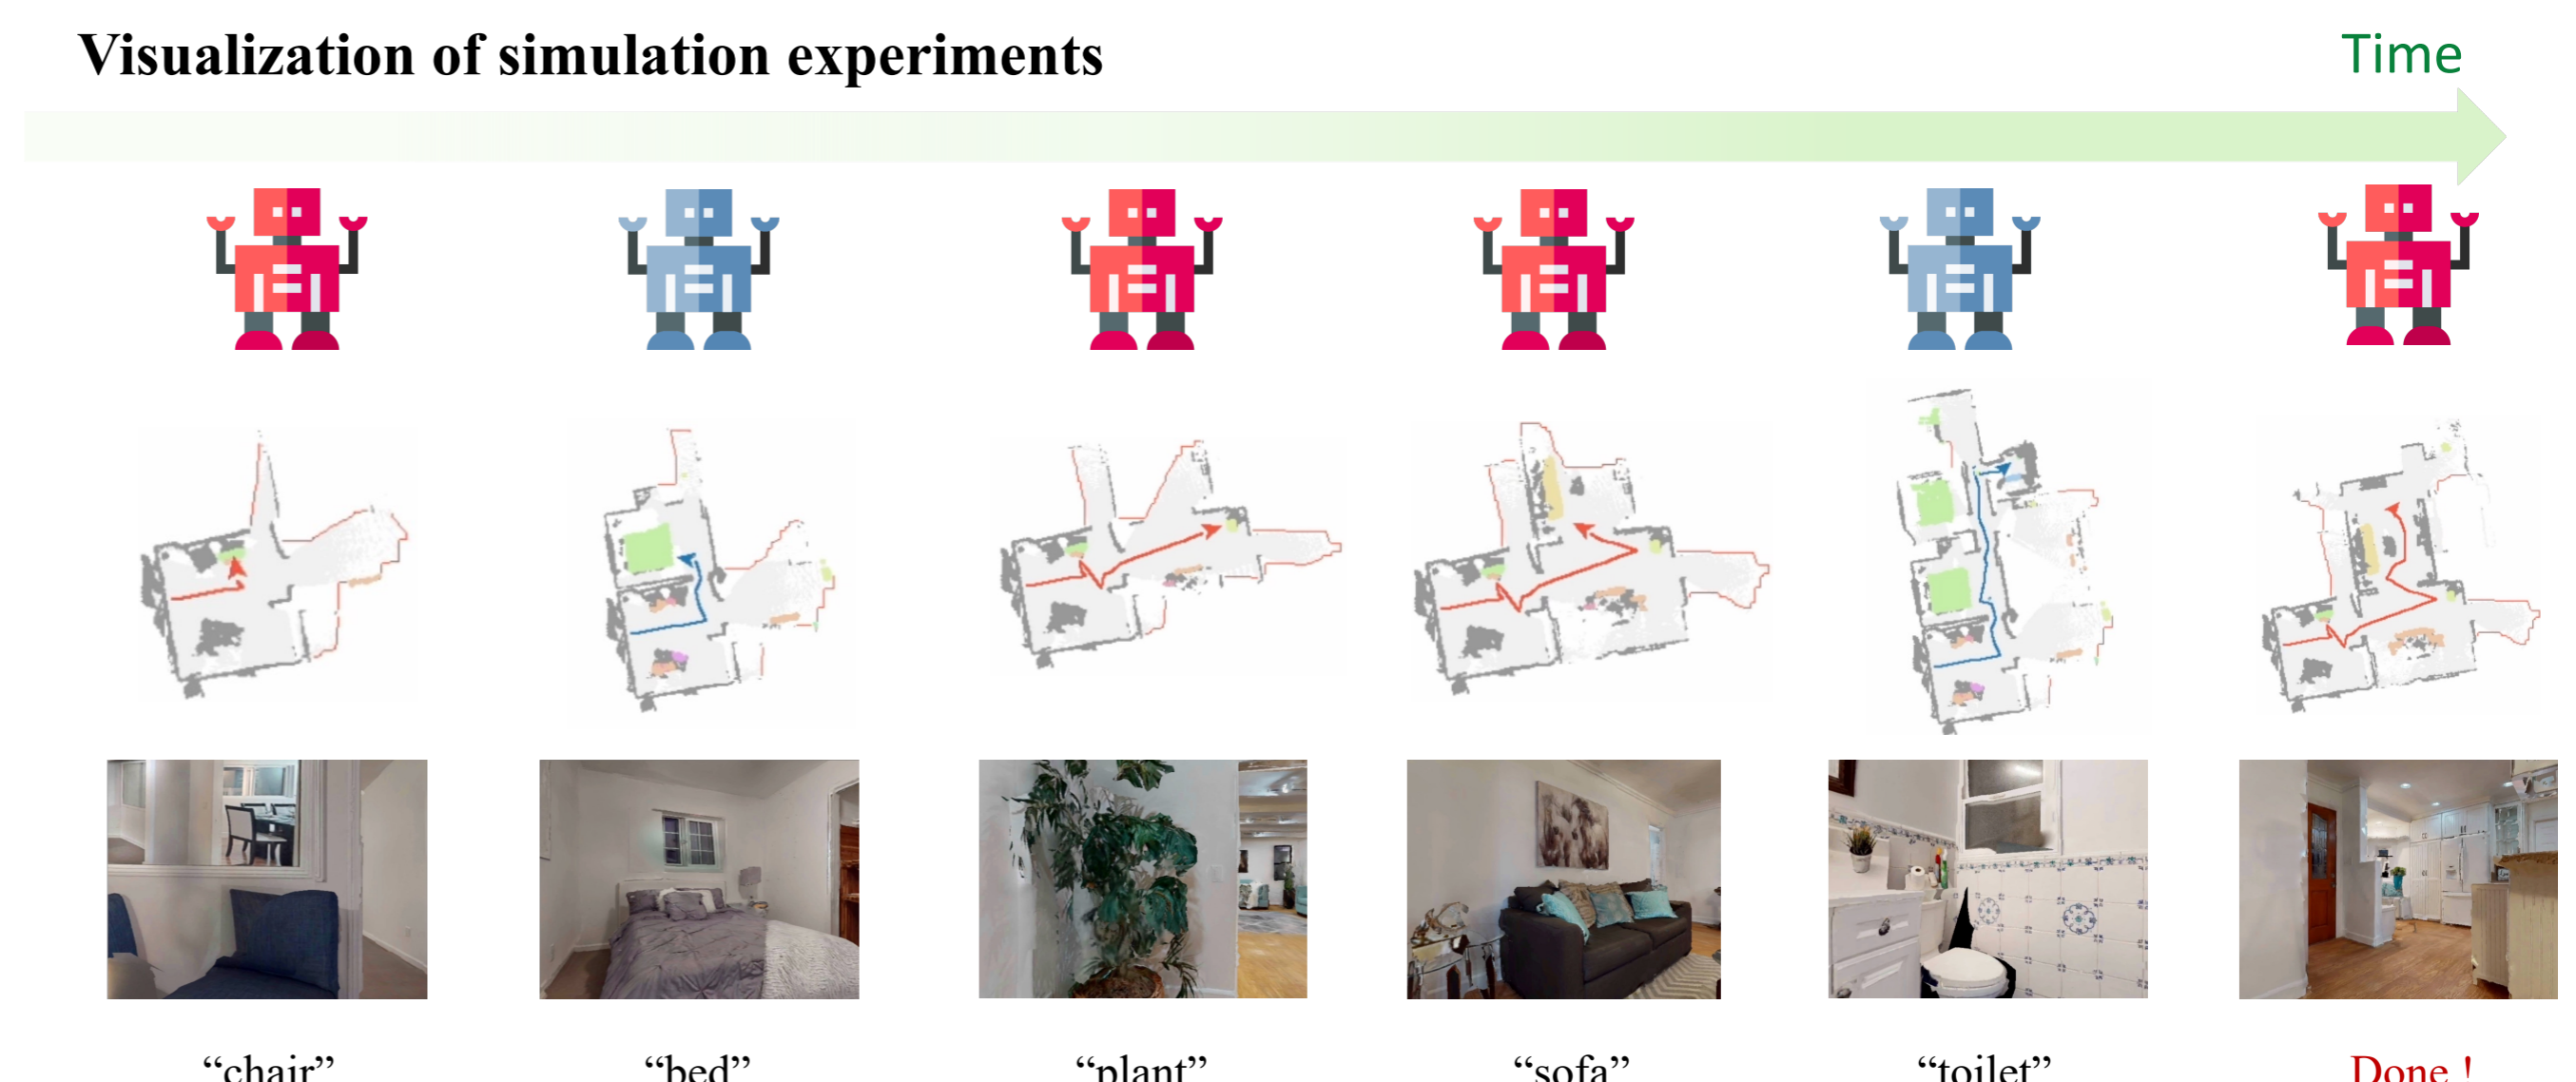 Visualization of simulation experiments
Time
“chair”
“bed”
“plant”
“sofa”
“toilet”
Done !